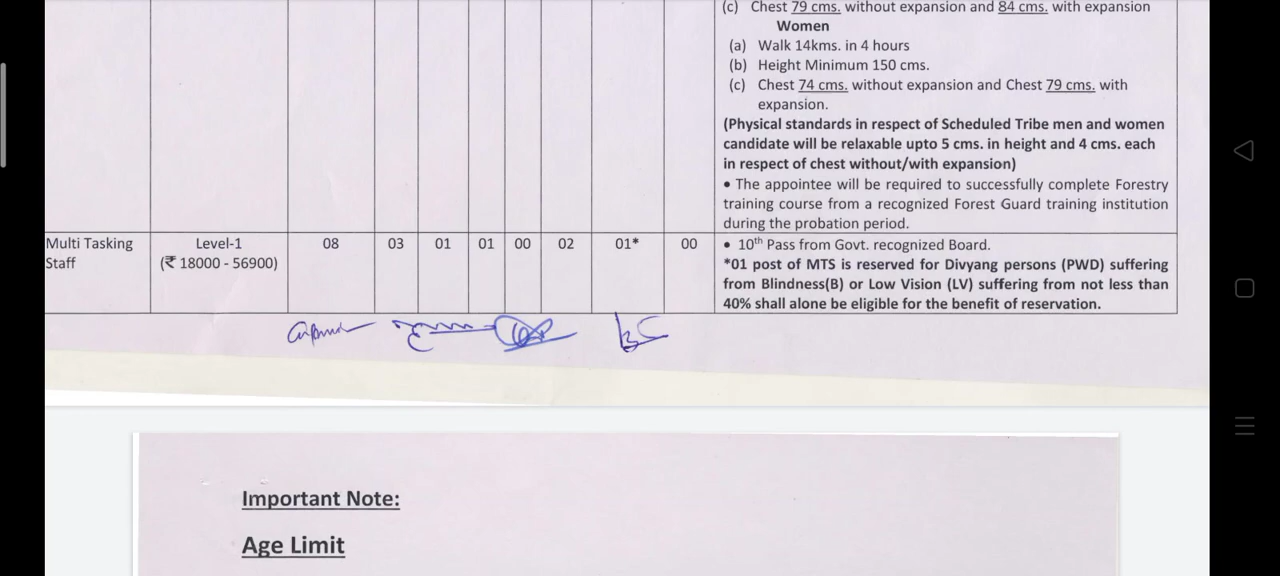 (c) Chest 79 cms. without expansion and 84 cms. with expansion
Women
(a) Walk 14kms. in 4 hours
(b) Height Minimum 150 cms.
(c) Chest 74 cms. without expansion and Chest 79 cms. with
expansion.
(Physical standards in respect of Scheduled Tribe men and women
candidate will be relaxable upto 5 cms. in height and 4 cms. each
in respect of chest without/with expansion)
• The appointee will be required to successfully complete Forestry
training course from a recognized Forest Guard training institution
during the probation period.
Multi Tasking Level-1 08 03 01 01 00 02 01* 00 • 10th Pass from Govt. recognized Board.
Staff (₹ 18000 - 56900) *01 post of MTS is reserved for Divyang persons (PWD) suffering
from Blindness(B) or Low Vision (LV) suffering from not less than
40% shall alone be eligible for the benefit of reservation.
Important Note:
Age Limit